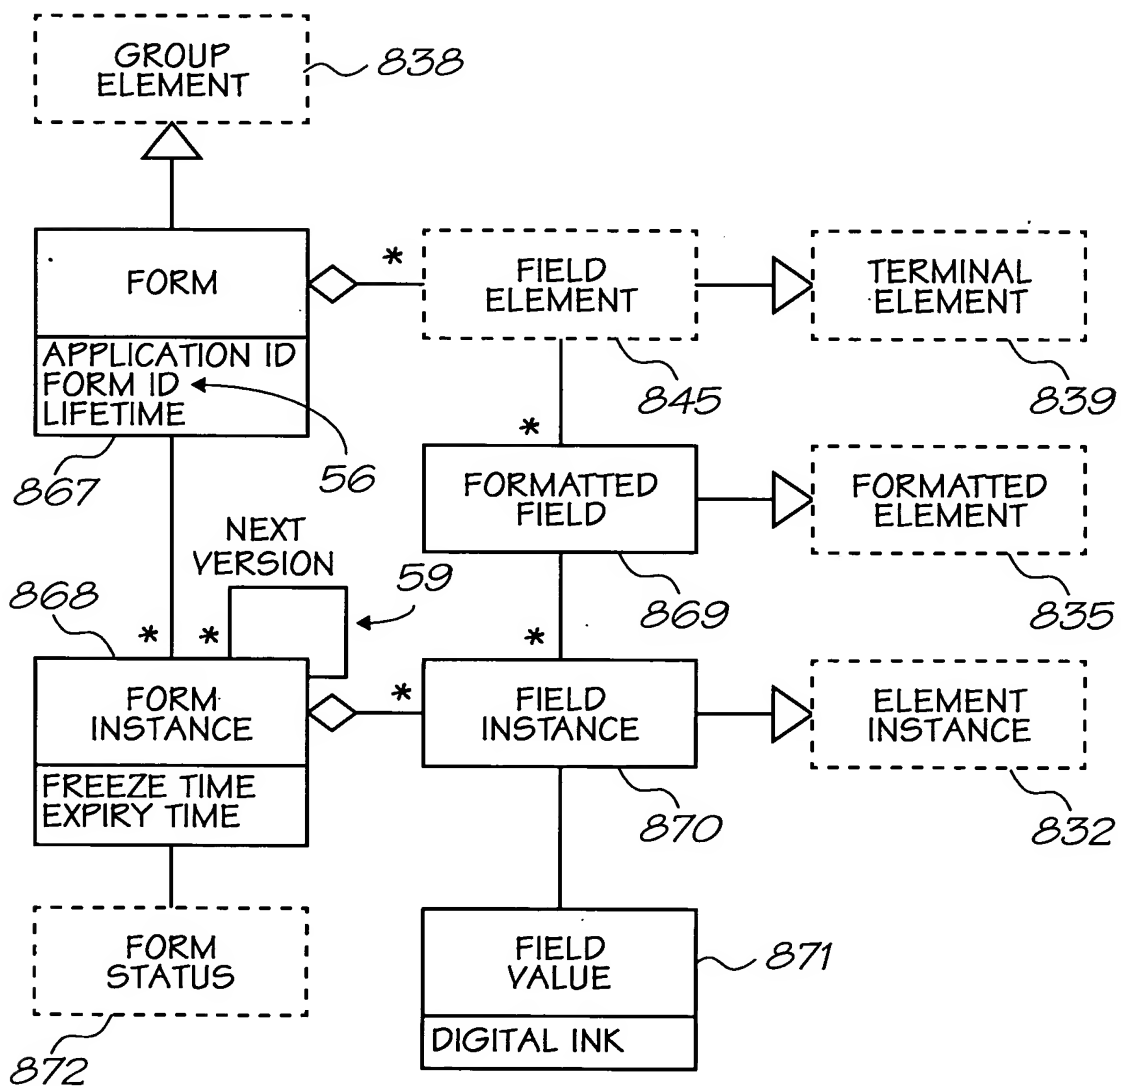 GROUP
ELEMENT
838
FORM
*
FIELD
ELEMENT
TERMINAL
ELEMENT
APPLICATION ID
FORM ID
LIFETIME
845
839
867
56
*
FORMATTED
FIELD
FORMATTED
ELEMENT
NEXT
VERSION
59
868
869
835
*
*
*
FORM
INSTANCE
*
FIELD
INSTANCE
ELEMENT
INSTANCE
FREEZE TIME
EXPIRY TIME
870
832
FORM
STATUS
FIELD
VALUE
871
DIGITAL INK
872